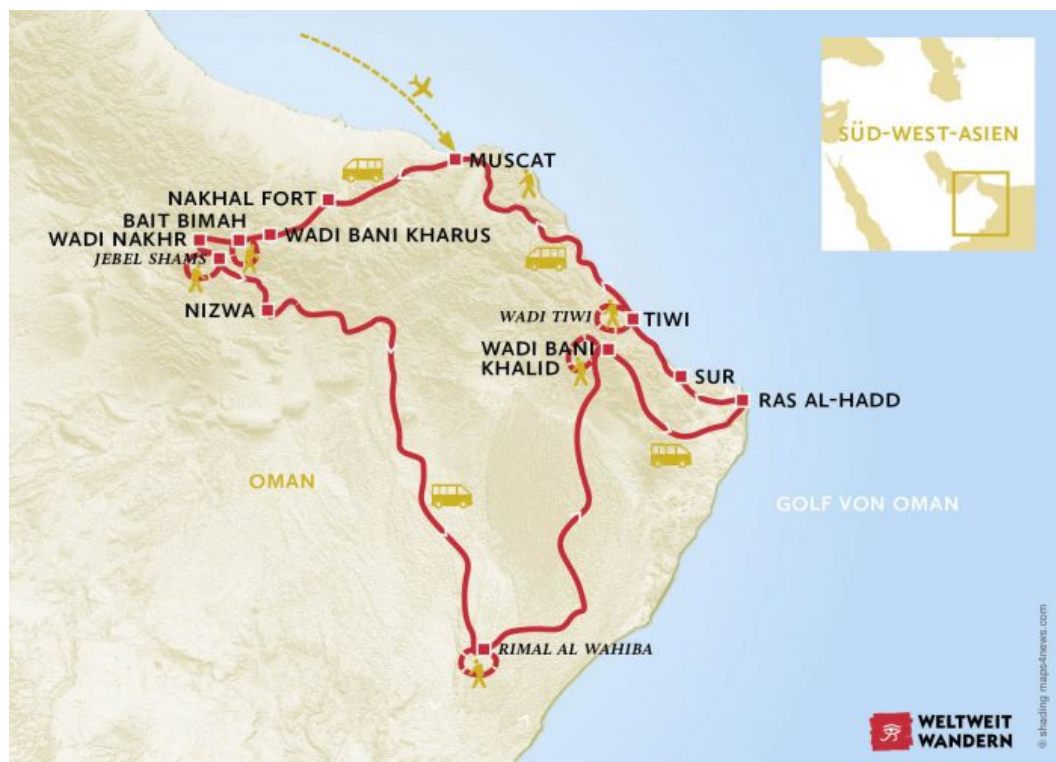 SÜD-WEST-ASIEN
MUSCAT
NAKHAL FORT
BAIT BIMAH
WADI NAKHR
WADI BANI KHARUS
JEBEL SHAMS
NIZWA
WADI TIWI
TIWI
WADI BANI
KHALID
SUR
RAS AL-HADD
OMAN
GOLF VON OMAN
RIMAL AL WAHIBA
WELTWEIT
WANDERN
© shading maps4news.com